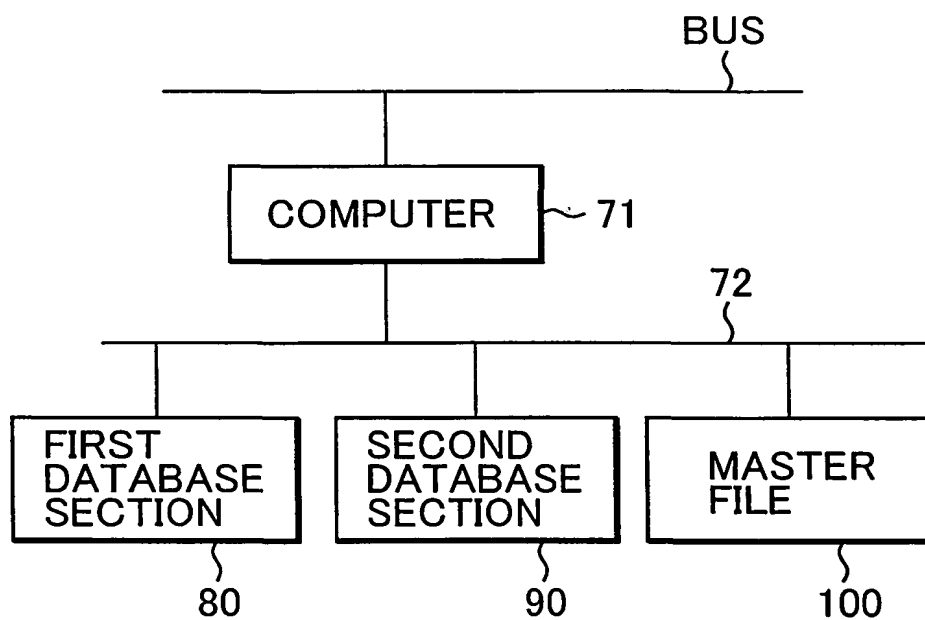 BUS
COMPUTER
71
72
FIRST
DATABASE
SECTION
SECOND
DATABASE
SECTION
MASTER
FILE
80
90
100